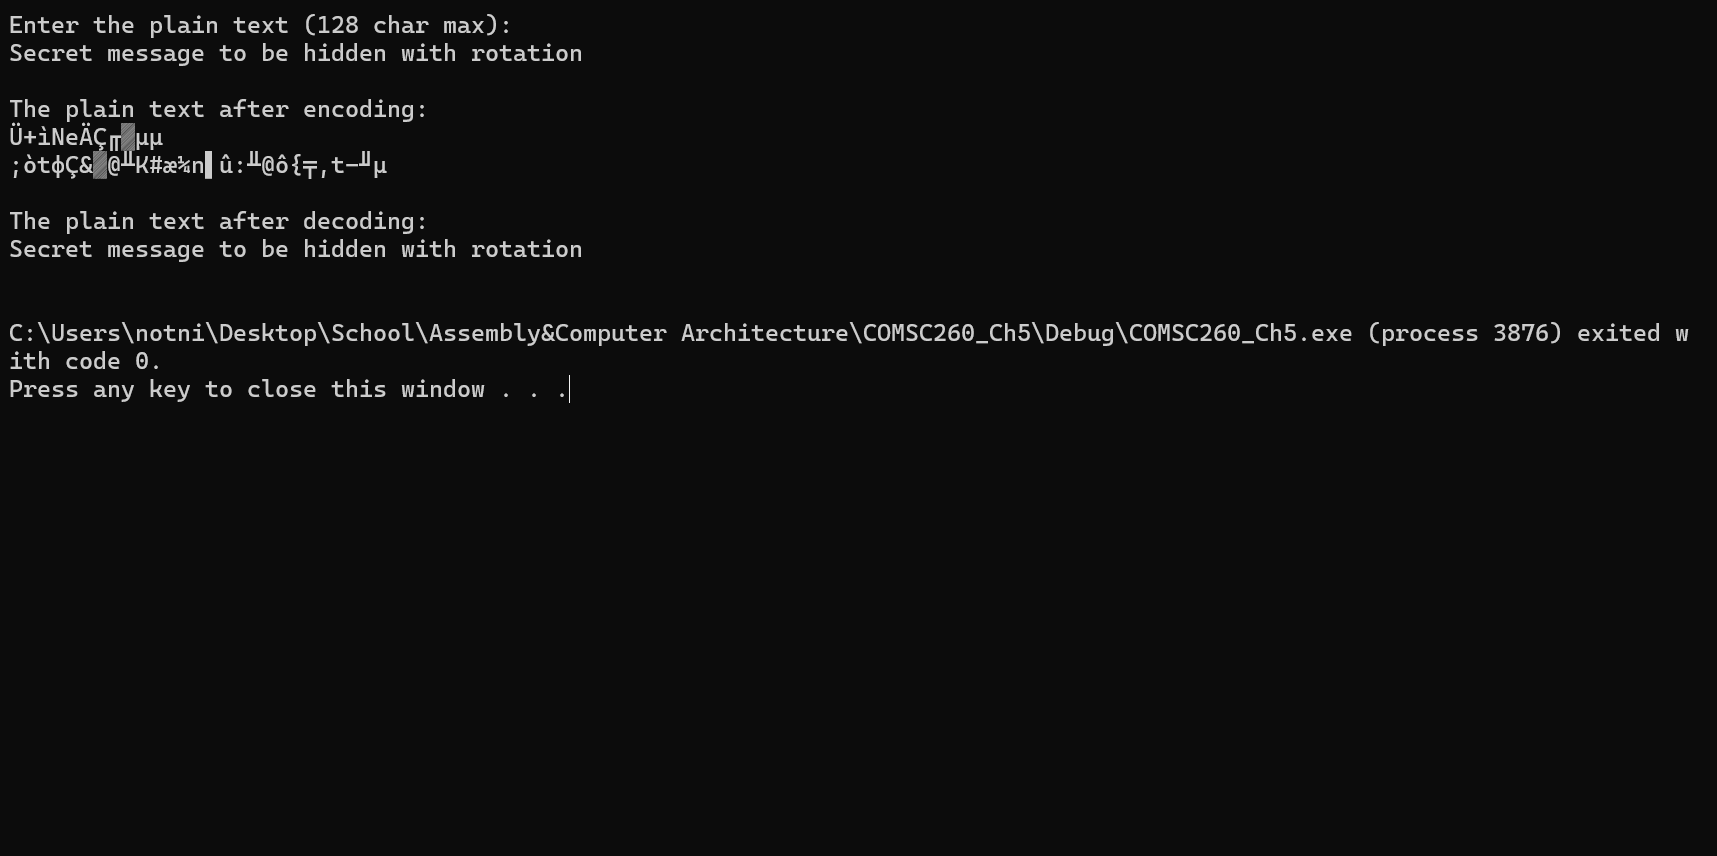 Enter the plain text (128 char max):
Secret message to be hidden with rotation
The plain text after encoding:
Ü+ìNeÄÇ╓▒µµ
;òtφÇ&▒@╨K#æ¼n▌û:╨@ô{╤,t─╜µ
The plain text after decoding:
Secret message to be hidden with rotation
C:\Users\notni\Desktop\School\Assembly&Computer Architecture\COMSC260_Ch5\Debug\COMSC260_Ch5.exe (process 3876) exited w
ith code 0.
Press any key to close this window . . .